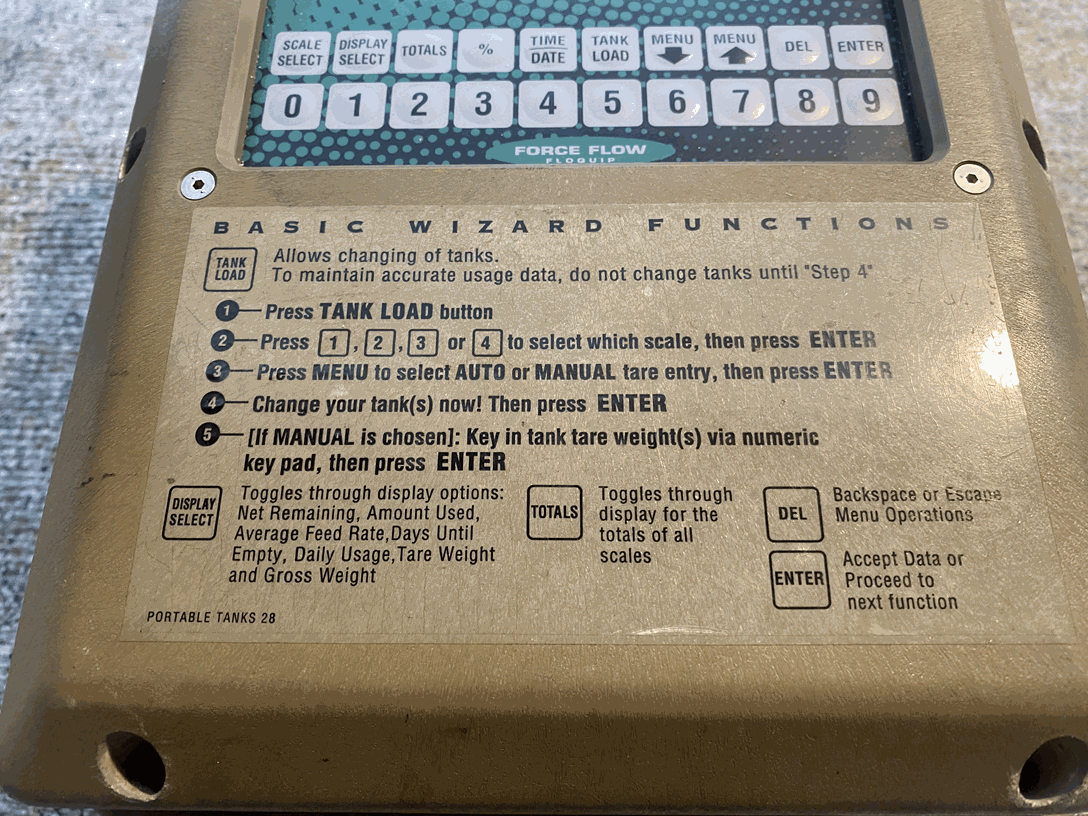 SCALE SELECT DISPLAY SELECT TOTALS % TIME DATE TANK LOAD MENU MENU DEL ENTER
0 1 2 3 4 5 6 7 8 9
FORCE FLOW
FLOQUIP
BASIC WIZARD FUNCTIONS
TANK LOAD
Allows changing of tanks.
To maintain accurate usage data, do not change tanks until "Step 4"
1 Press TANK LOAD button
2 Press 1, 2, 3 or 4 to select which scale, then press ENTER
3 Press MENU to select AUTO or MANUAL tare entry, then press ENTER
4 Change your tank(s) now! Then press ENTER
5 [If MANUAL is chosen]: Key in tank tare weight(s) via numeric
key pad, then press ENTER
DISPLAY SELECT
Toggles through display options:
Net Remaining, Amount Used,
Average Feed Rate,Days Until
Empty, Daily Usage,Tare Weight
and Gross Weight
TOTALS
Toggles through
display for the
totals of all
scales
DEL
Backspace or Escape
Menu Operations
ENTER
Accept Data or
Proceed to
next function
PORTABLE TANKS 28